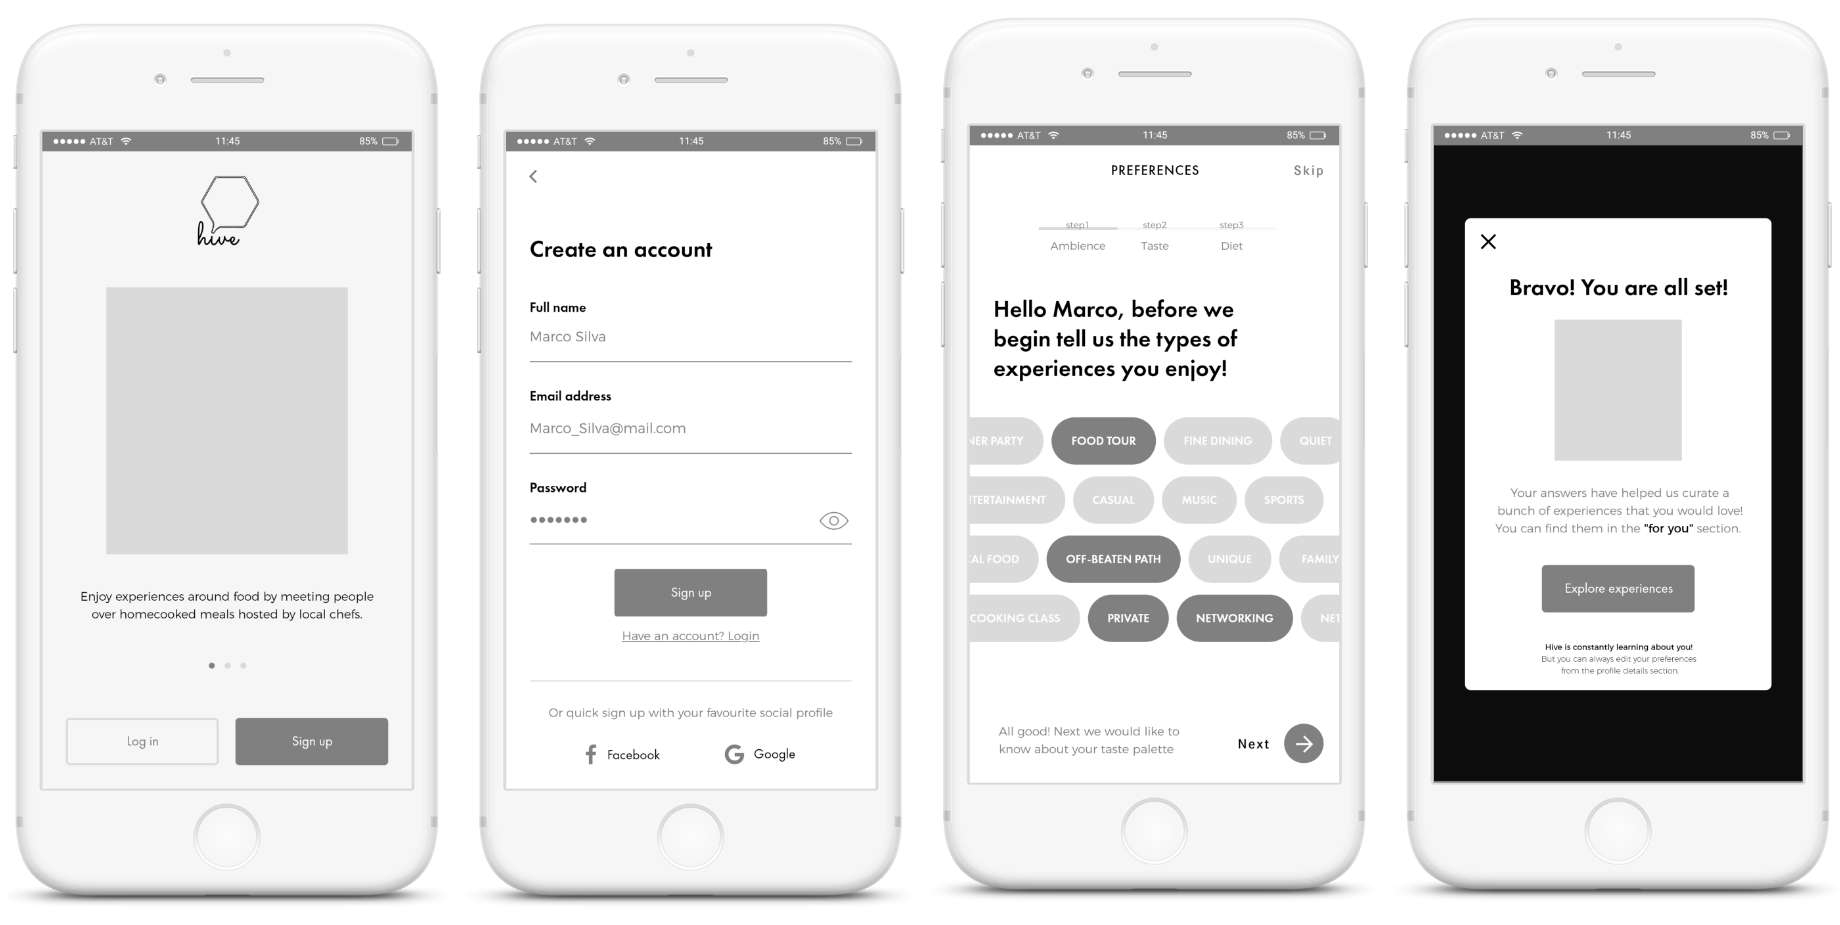 AT&T 11:45 85%
hive
Enjoy experiences around food by meeting people
over homecooked meals hosted by local chefs.
Log in Sign up
AT&T 11:45 85%
Create an account
Full name
Marco Silva
Email address
Marco_Silva@mail.com
Password
Sign up
Have an account? Login
Or quick sign up with your favourite social profile
Facebook Google
AT&T 11:45 85%
PREFERENCES Skip
step1 step2 step3
Ambience Taste Diet
Hello Marco, before we
begin tell us the types of
experiences you enjoy!
NER PARTY FOOD TOUR FINE DINING QUIET
TERTAINMENT CASUAL MUSIC SPORTS
AL FOOD OFF-BEATEN PATH UNIQUE FAMILY
COOKING CLASS PRIVATE NETWORKING NET
All good! Next we would like to
know about your taste palette
Next
AT&T 11:45 85%
Bravo! You are all set!
Your answers have helped us curate a
bunch of experiences that you would love!
You can find them in the "for you" section.
Explore experiences
Hive is constantly learning about you!
But you can always edit your preferences
from the profile details section.